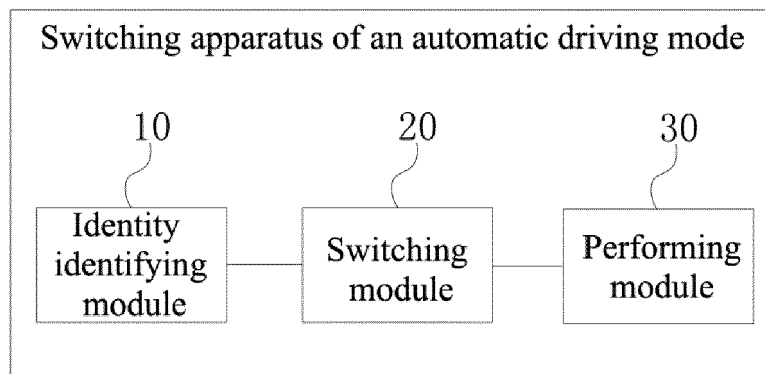 Switching apparatus of an automatic driving mode
10
20
30
Identity
identifying
module
Switching
module
Performing
module